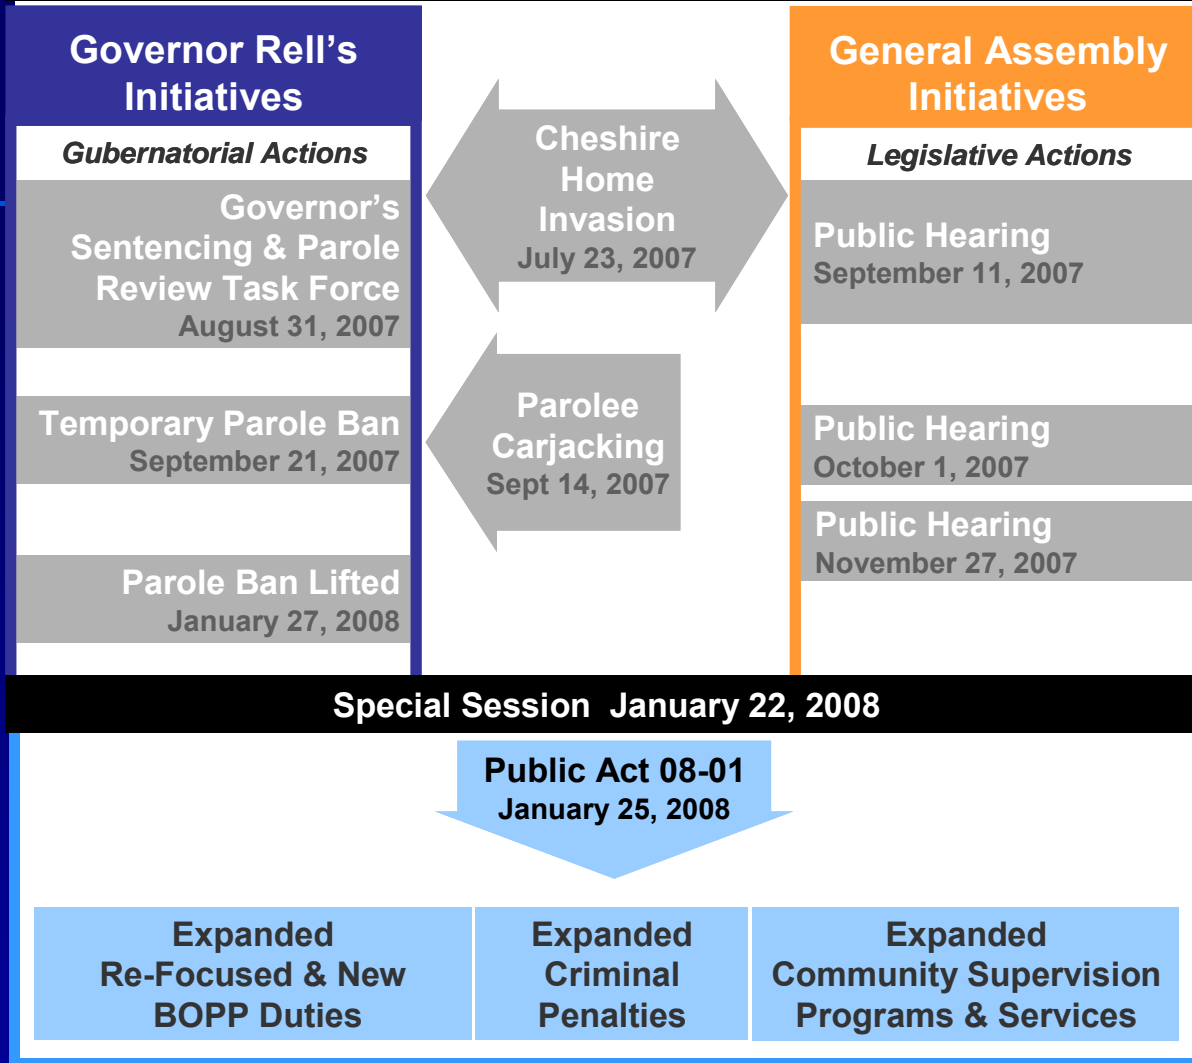 Governor Rell's
Initiatives
Gubernatorial Actions
Governor's
Sentencing & Parole
Review Task Force
August 31, 2007
Temporary Parole Ban
September 21, 2007
Parole Ban Lifted
January 27, 2008
Cheshire
Home
Invasion
July 23, 2007
Parolee
Carjacking
Sept 14, 2007
General Assembly
Initiatives
Legislative Actions
Public Hearing
September 11, 2007
Public Hearing
October 1, 2007
Public Hearing
November 27, 2007
Special Session January 22, 2008
Public Act 08-01
January 25, 2008
Expanded
Re-Focused & New
BOPP Duties
Expanded
Criminal
Penalties
Expanded
Community Supervision
Programs & Services